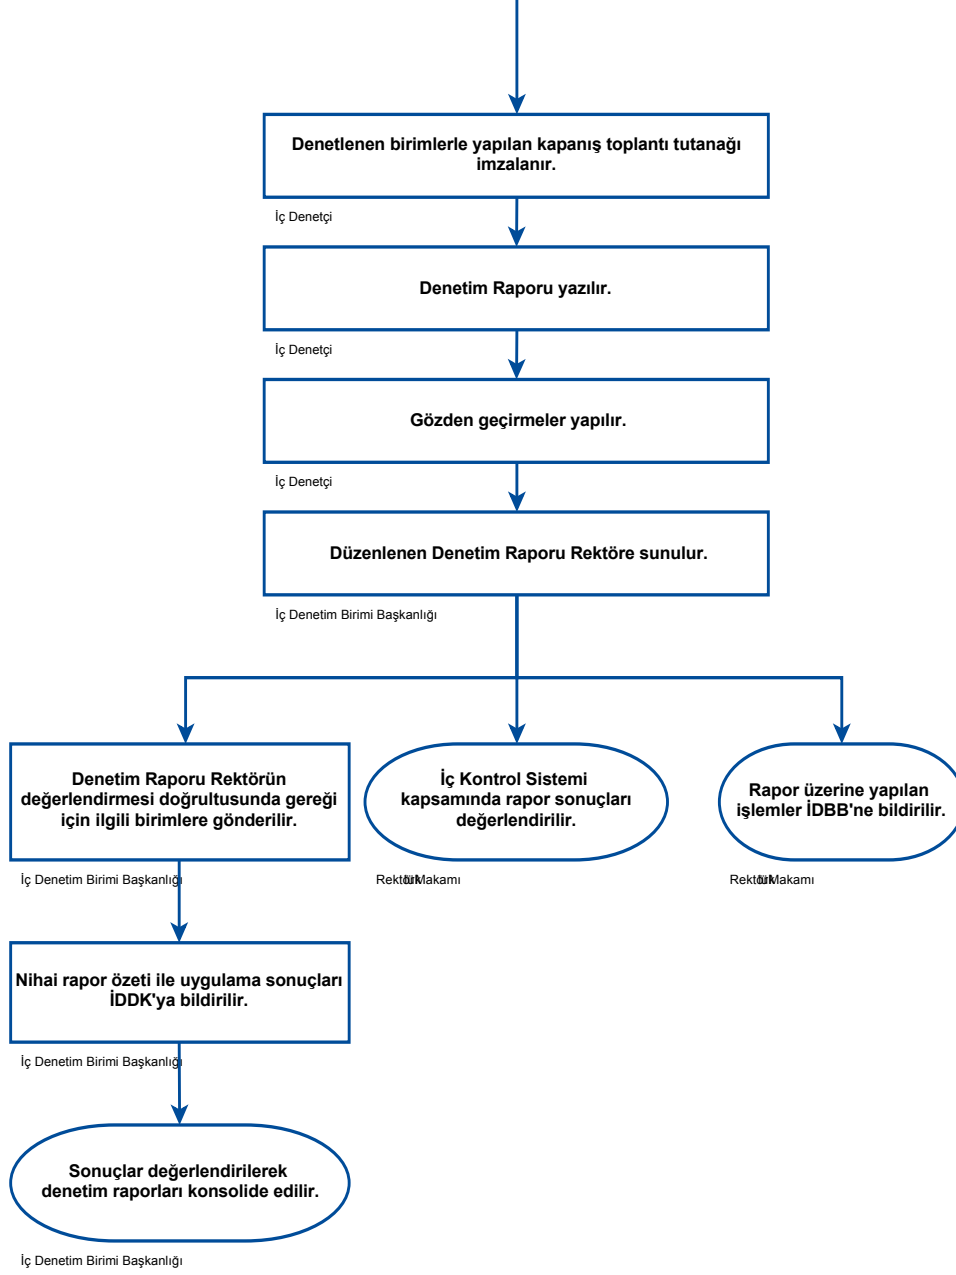 Denetlenen birimlerle yapılan kapanış toplantı tutanağı
imzalanır.
İç Denetçi
Denetim Raporu yazılır.
İç Denetçi
Gözden geçirmeler yapılır.
İç Denetçi
Düzenlenen Denetim Raporu Rektöre sunulur.
İç Denetim Birimi Başkanlığı
Denetim Raporu Rektörün
değerlendirmesi doğrultusunda gereği
için ilgili birimlere gönderilir.
İç Denetim Birimi Başkanlığı
İç Kontrol Sistemi
kapsamında rapor sonuçları
değerlendirilir.
Makamı
Rapor üzerine yapılan
işlemler İDBB'ne bildirilir.
Makamı
Nihai rapor özeti ile uygulama sonuçları
İDDK'ya bildirilir.
İç Denetim Birimi Başkanlığı
Sonuçlar değerlendirilerek
denetim raporları konsolide edilir.
İç Denetim Birimi Başkanlığı